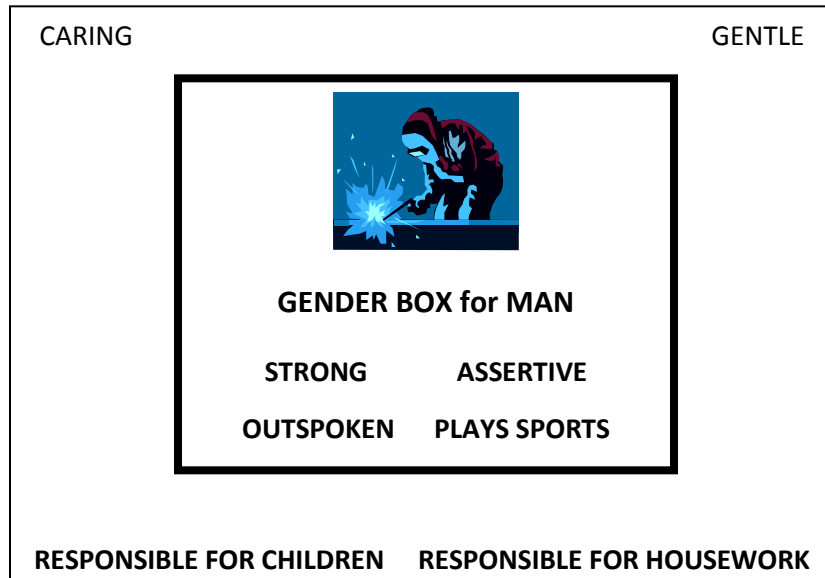 CARING GENTLE
GENDER BOX for MAN
STRONG ASSERTIVE
OUTSPOKEN PLAYS SPORTS
RESPONSIBLE FOR CHILDREN RESPONSIBLE FOR HOUSEWORK